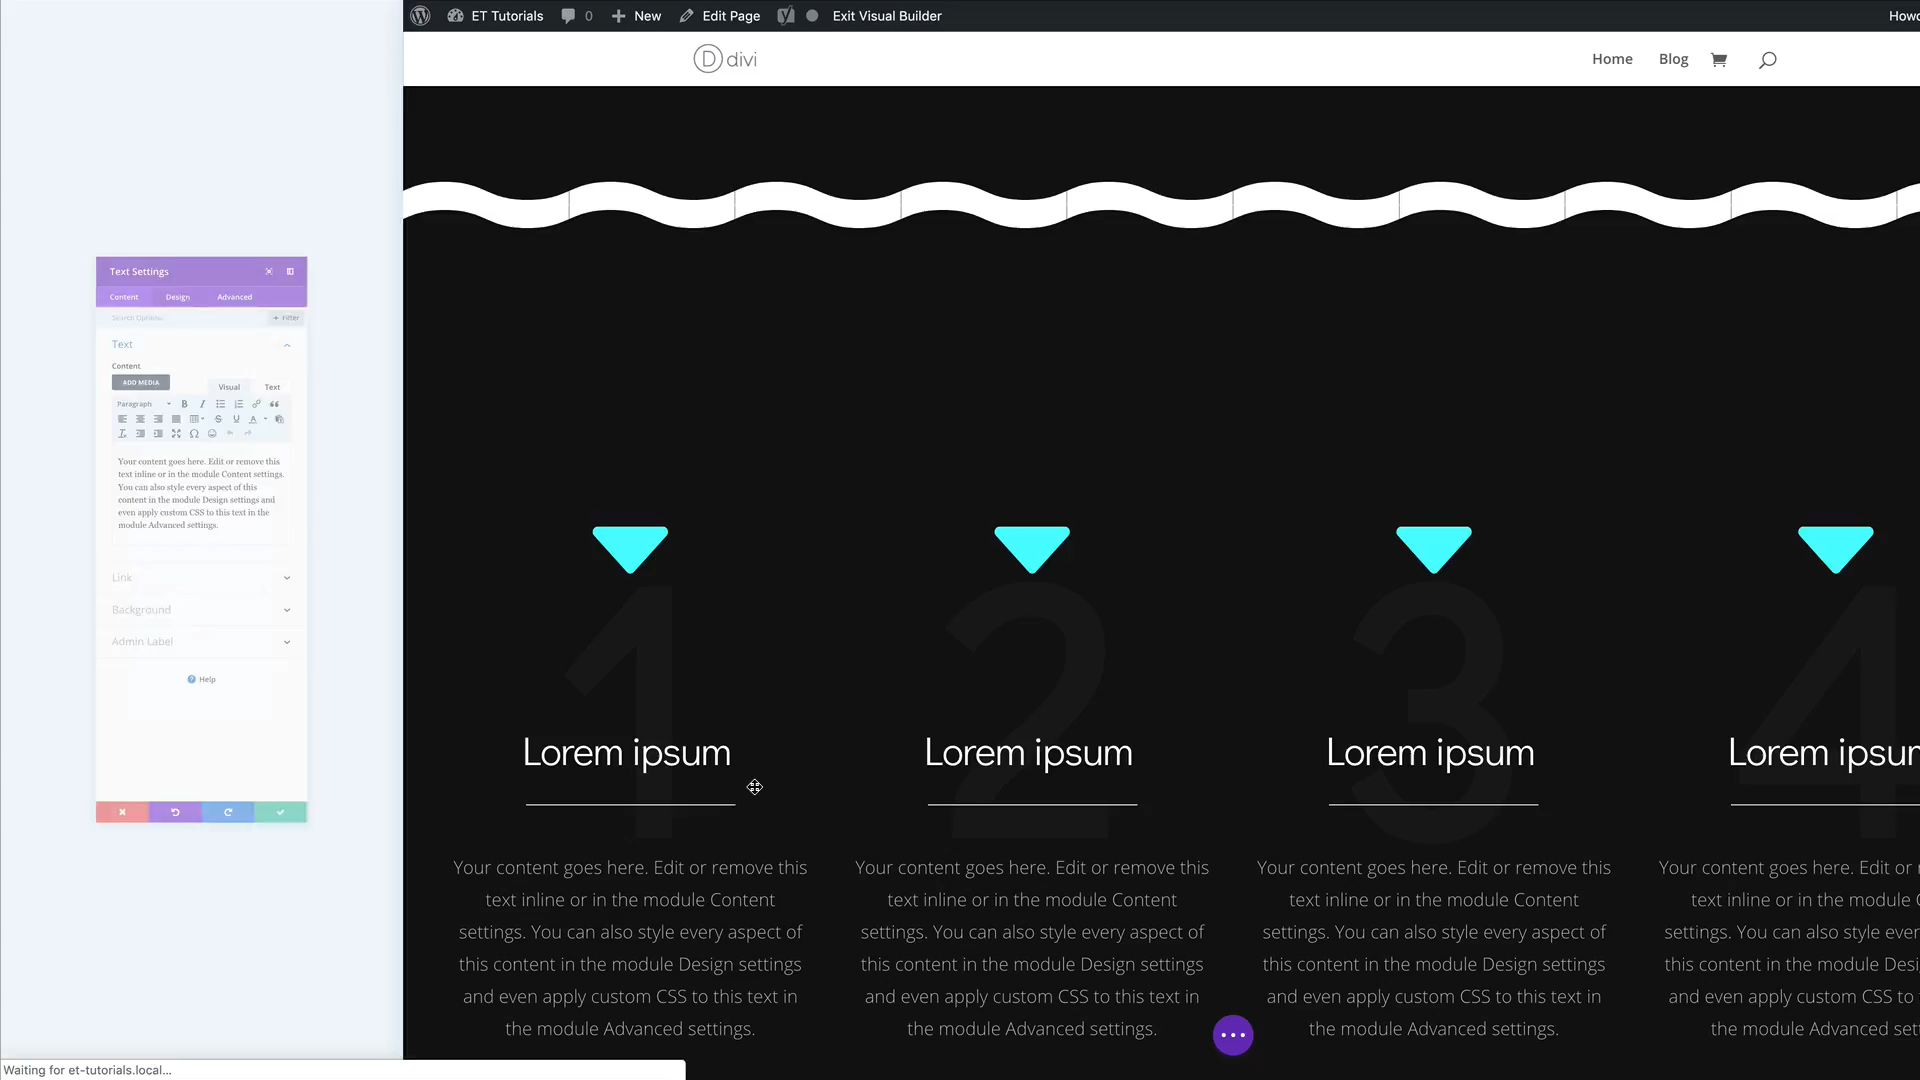 ET Tutorials 0 New Edit Page Exit Visual Builder
D divi
Home Blog
Text Settings
Content Design Advanced
Search Options + Filter
Text
Content
ADD MEDIA Visual Text
Paragraph
Your content goes here. Edit or remove this
text inline or in the module Content settings.
You can also style every aspect of this
content in the module Design settings and
even apply custom CSS to this text in the
module Advanced settings.
Link
Background
Admin Label
Help
1
Lorem ipsum
Your content goes here. Edit or remove this
text inline or in the module Content
settings. You can also style every aspect of
this content in the module Design settings
and even apply custom CSS to this text in
the module Advanced settings.
2
Lorem ipsum
Your content goes here. Edit or remove this
text inline or in the module Content
settings. You can also style every aspect of
this content in the module Design settings
and even apply custom CSS to this text in
the module Advanced settings.
3
Lorem ipsum
Your content goes here. Edit or remove this
text inline or in the module Content
settings. You can also style every aspect of
this content in the module Design settings
and even apply custom CSS to this text in
the module Advanced settings.
4
Lorem
Your content goes here. Edit or
text inline or in the module
settings. You can also style
this content in the module
and even apply custom CSS to
the module Advanced
Waiting for et-tutorials.local...